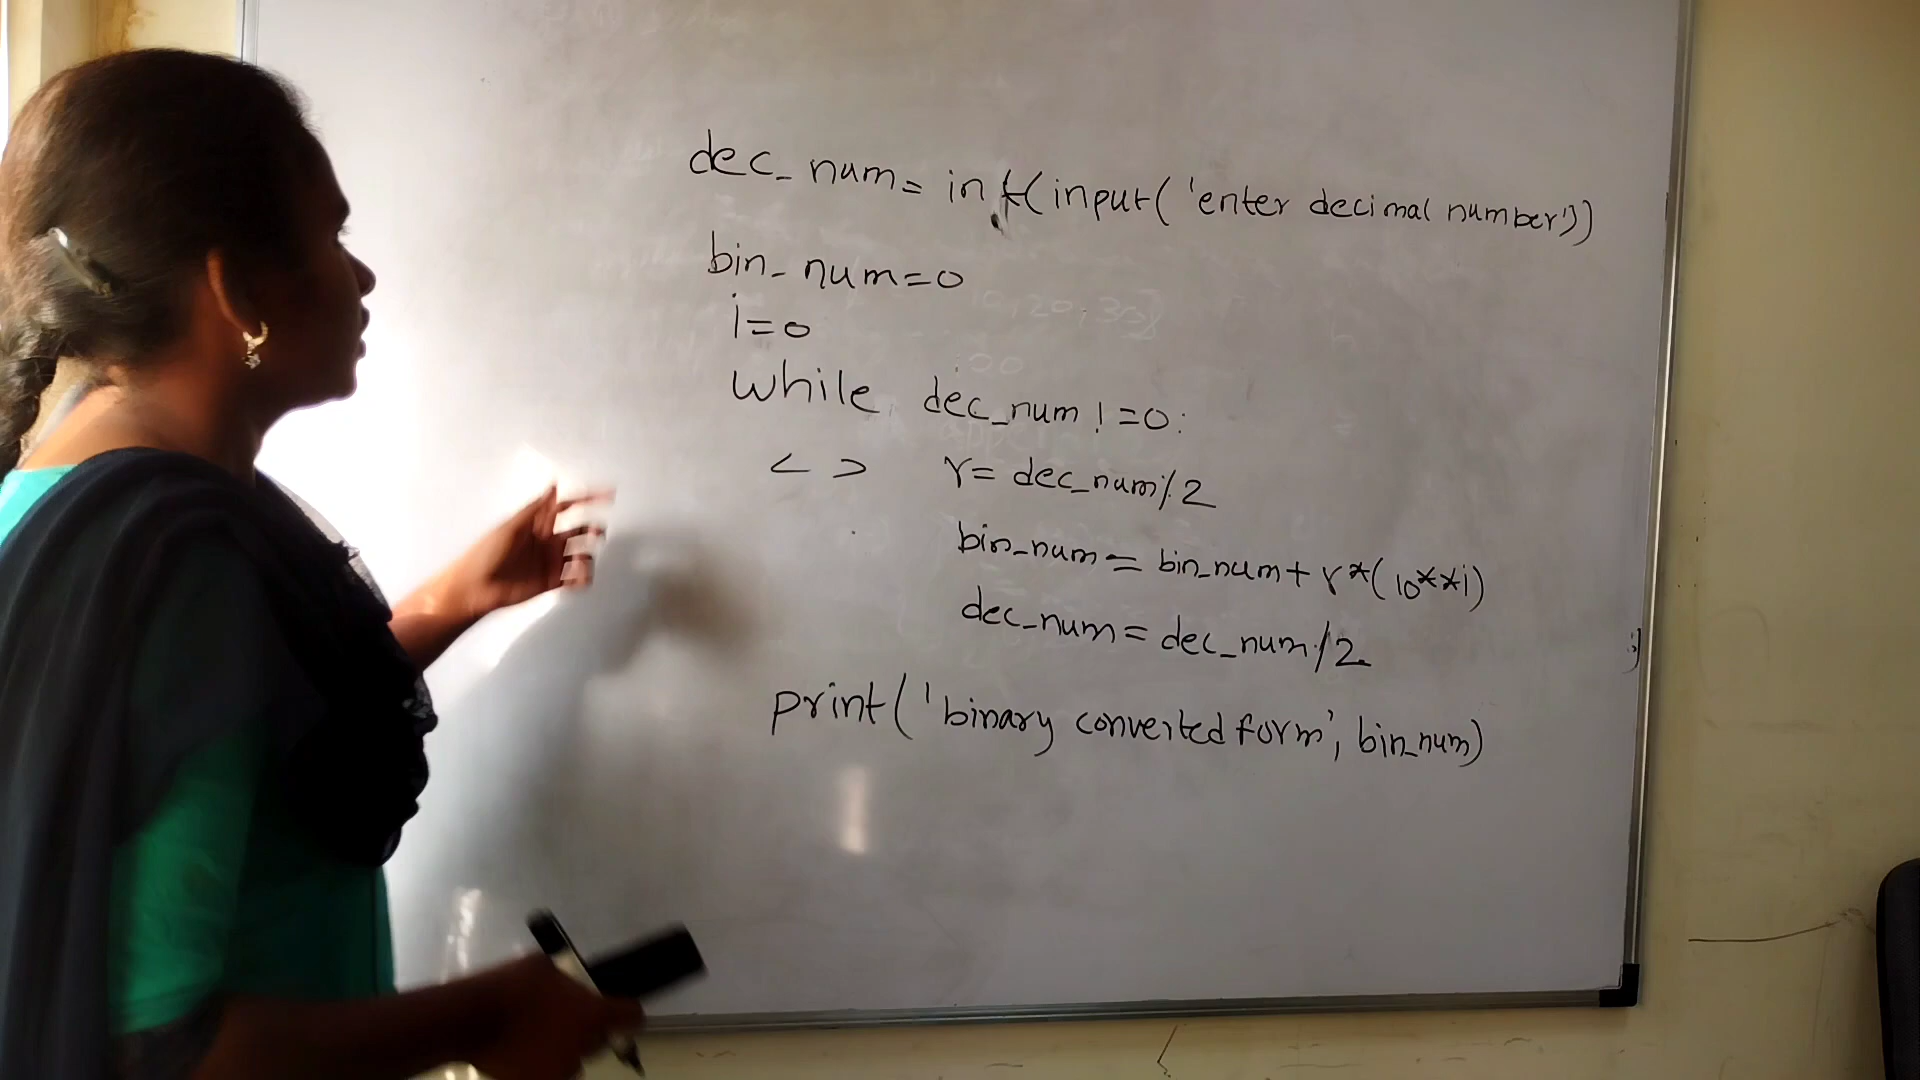 dec_num=int(input('enter decimal number'))
bin_num=0
i=0
while dec_num!=0:
< > r=dec_num%2
bin_num=bin_num+r*(10**i)
dec_num=dec_num/2
print('binary converted form', bin_num)